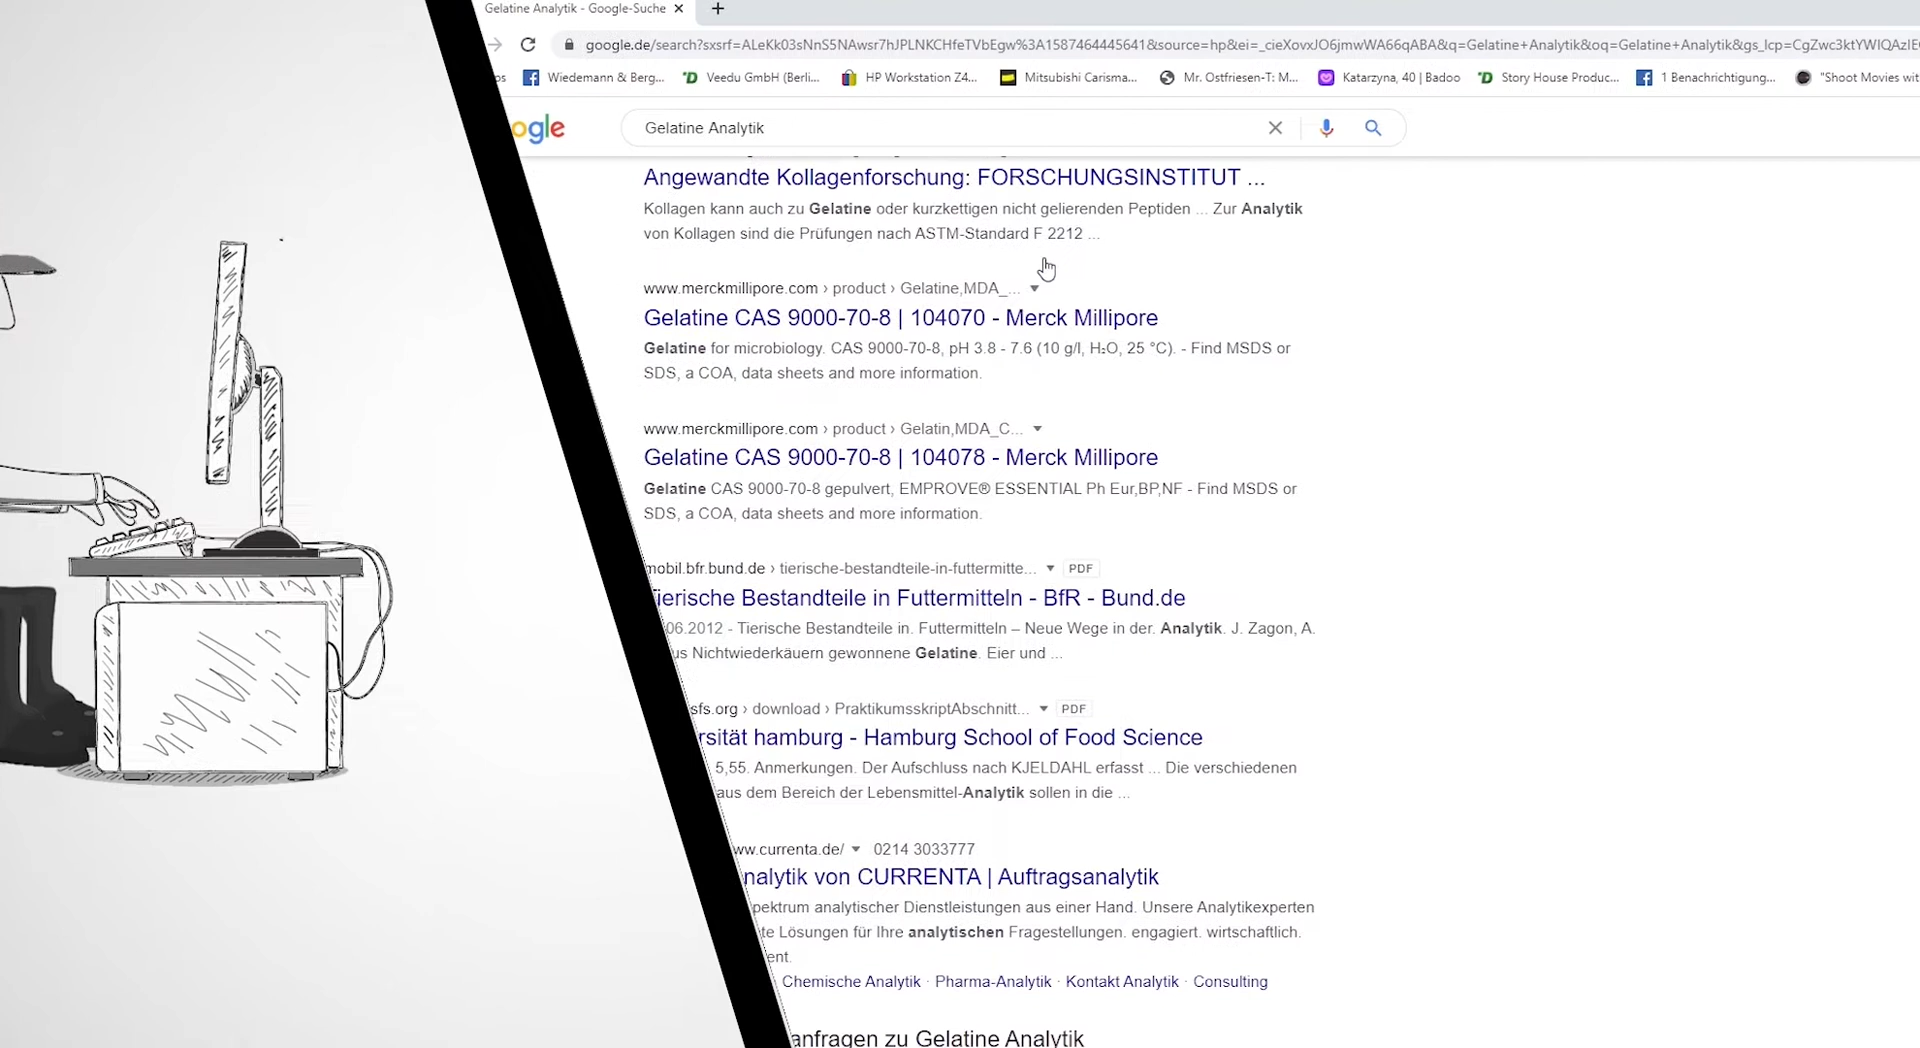 Gelatine Analytik - Google-Suche
google.de/search?sxsrf=ALeKk03sNnS5NAwsr7hJPLNKCHfeTVbEgw%3A1587464445641&source=hp&ei=_cieXovxJO6jmwWA66qABA&q=Gelatine+Analytik&oq=Gelatine+Analytik&gs_lcp=CgZwc3ktYWIQAzIE
ps Wiedemann & Berg... Veedu GmbH (Berli... HP Workstation Z4... Mitsubishi Carisma... Mr. Ostfriesen-T: M... Katarzyna, 40 | Badoo Story House Produc... 1 Benachrichtigung... "Shoot Movies wit
ogle Gelatine Analytik
Angewandte Kollagenforschung: FORSCHUNGSINSTITUT ...
Kollagen kann auch zu Gelatine oder kurzkettigen nicht gelierenden Peptiden ... Zur Analytik
von Kollagen sind die Prüfungen nach ASTM-Standard F 2212 ...
www.merckmillipore.com › product › Gelatine,MDA_...
Gelatine CAS 9000-70-8 | 104070 - Merck Millipore
Gelatine for microbiology. CAS 9000-70-8, pH 3.8 - 7.6 (10 g/l, H₂O, 25 °C). - Find MSDS or
SDS, a COA, data sheets and more information.
www.merckmillipore.com › product › Gelatin,MDA_C...
Gelatine CAS 9000-70-8 | 104078 - Merck Millipore
Gelatine CAS 9000-70-8 gepulvert, EMPROVE® ESSENTIAL Ph Eur,BP,NF - Find MSDS or
SDS, a COA, data sheets and more information.
mobil.bfr.bund.de › tierische-bestandteile-in-futtermitte... PDF
Tierische Bestandteile in Futtermitteln - BfR - Bund.de
06.2012 - Tierische Bestandteile in. Futtermitteln – Neue Wege in der. Analytik. J. Zagon, A.
us Nichtwiederkäuern gewonnene Gelatine. Eier und ...
sfs.org › download › PraktikumsskriptAbschnitt... PDF
rsität hamburg - Hamburg School of Food Science
5,55. Anmerkungen. Der Aufschluss nach KJELDAHL erfasst ... Die verschiedenen
aus dem Bereich der Lebensmittel-Analytik sollen in die ...
ww.currenta.de/ 0214 3033777
nalytik von CURRENTA | Auftragsanalytik
pektrum analytischer Dienstleistungen aus einer Hand. Unsere Analytikexperten
te Lösungen für Ihre analytischen Fragestellungen. engagiert. wirtschaftlich.
ent.
Chemische Analytik · Pharma-Analytik · Kontakt Analytik · Consulting
anfragen zu Gelatine Analytik